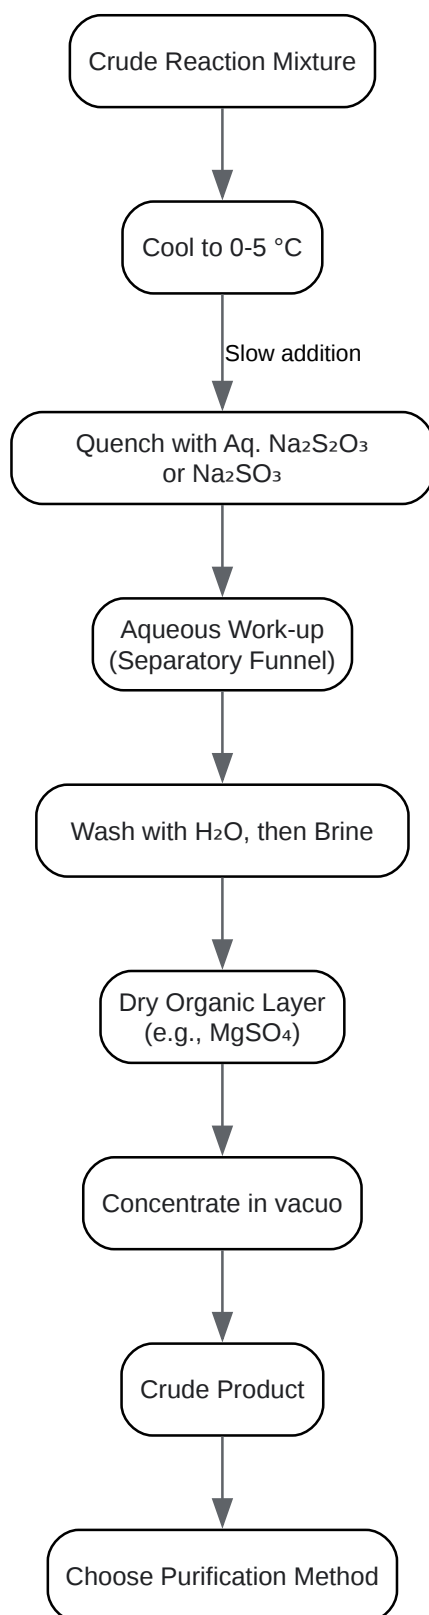 Crude Reaction Mixture
Cool to 0-5 °C
Slow addition
Quench with Aq. Na₂S₂O₃
or Na₂SO₃
Aqueous Work-up
(Separatory Funnel)
Wash with H₂O, then Brine
Dry Organic Layer
(e.g., MgSO₄)
Concentrate in vacuo
Crude Product
Choose Purification Method